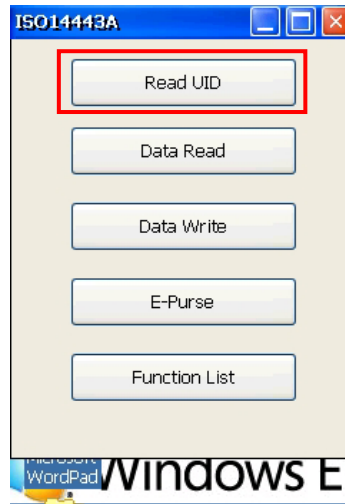 ISO14443A
Read UID
Data Read
Data Write
E-Purse
Function List
Microsoft
WordPad
Windows E